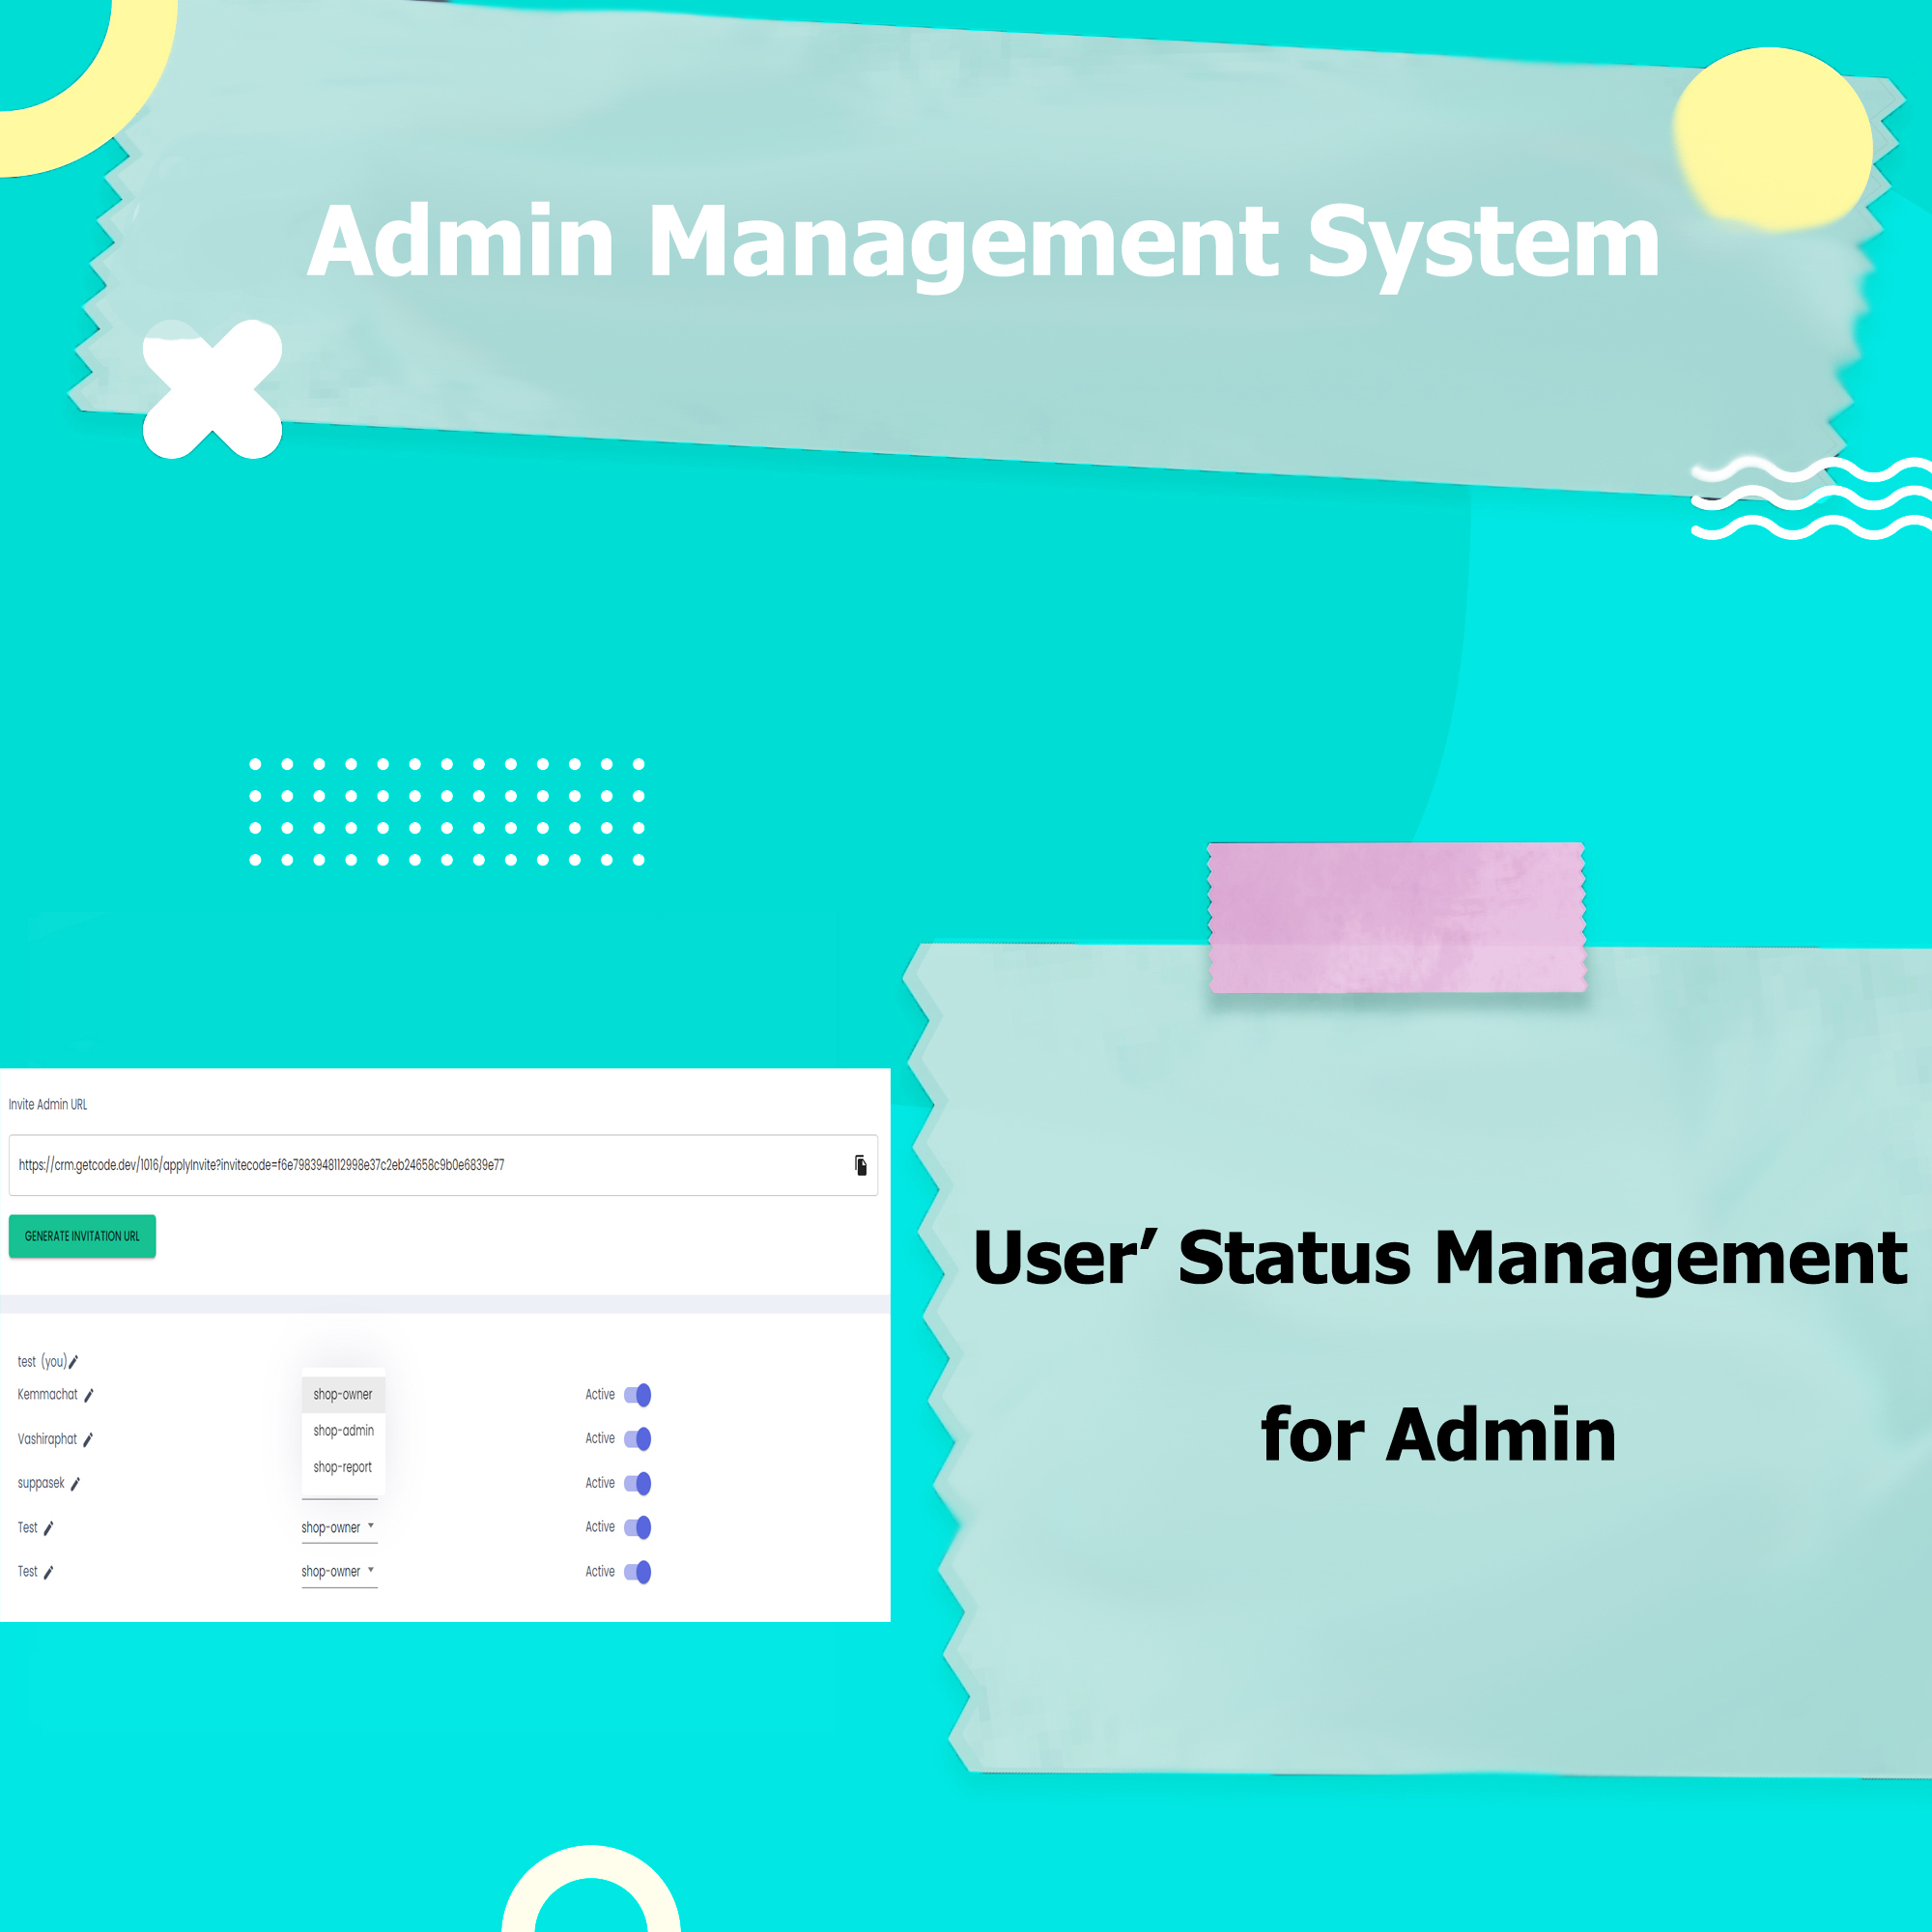 Admin Management System
Invite Admin URL
https://crm.getcode.dev/1016/applyInvite?invitecode=f6e7983948112998e37c2eb24658c9b0e6839e77
GENERATE INVITATION URL
test (you)
Kemmachat shop-owner Active
shop-admin
Vashiraphat Active
shop-report
suppasek Active
Test shop-owner Active
Test shop-owner Active
User’ Status Management
for Admin